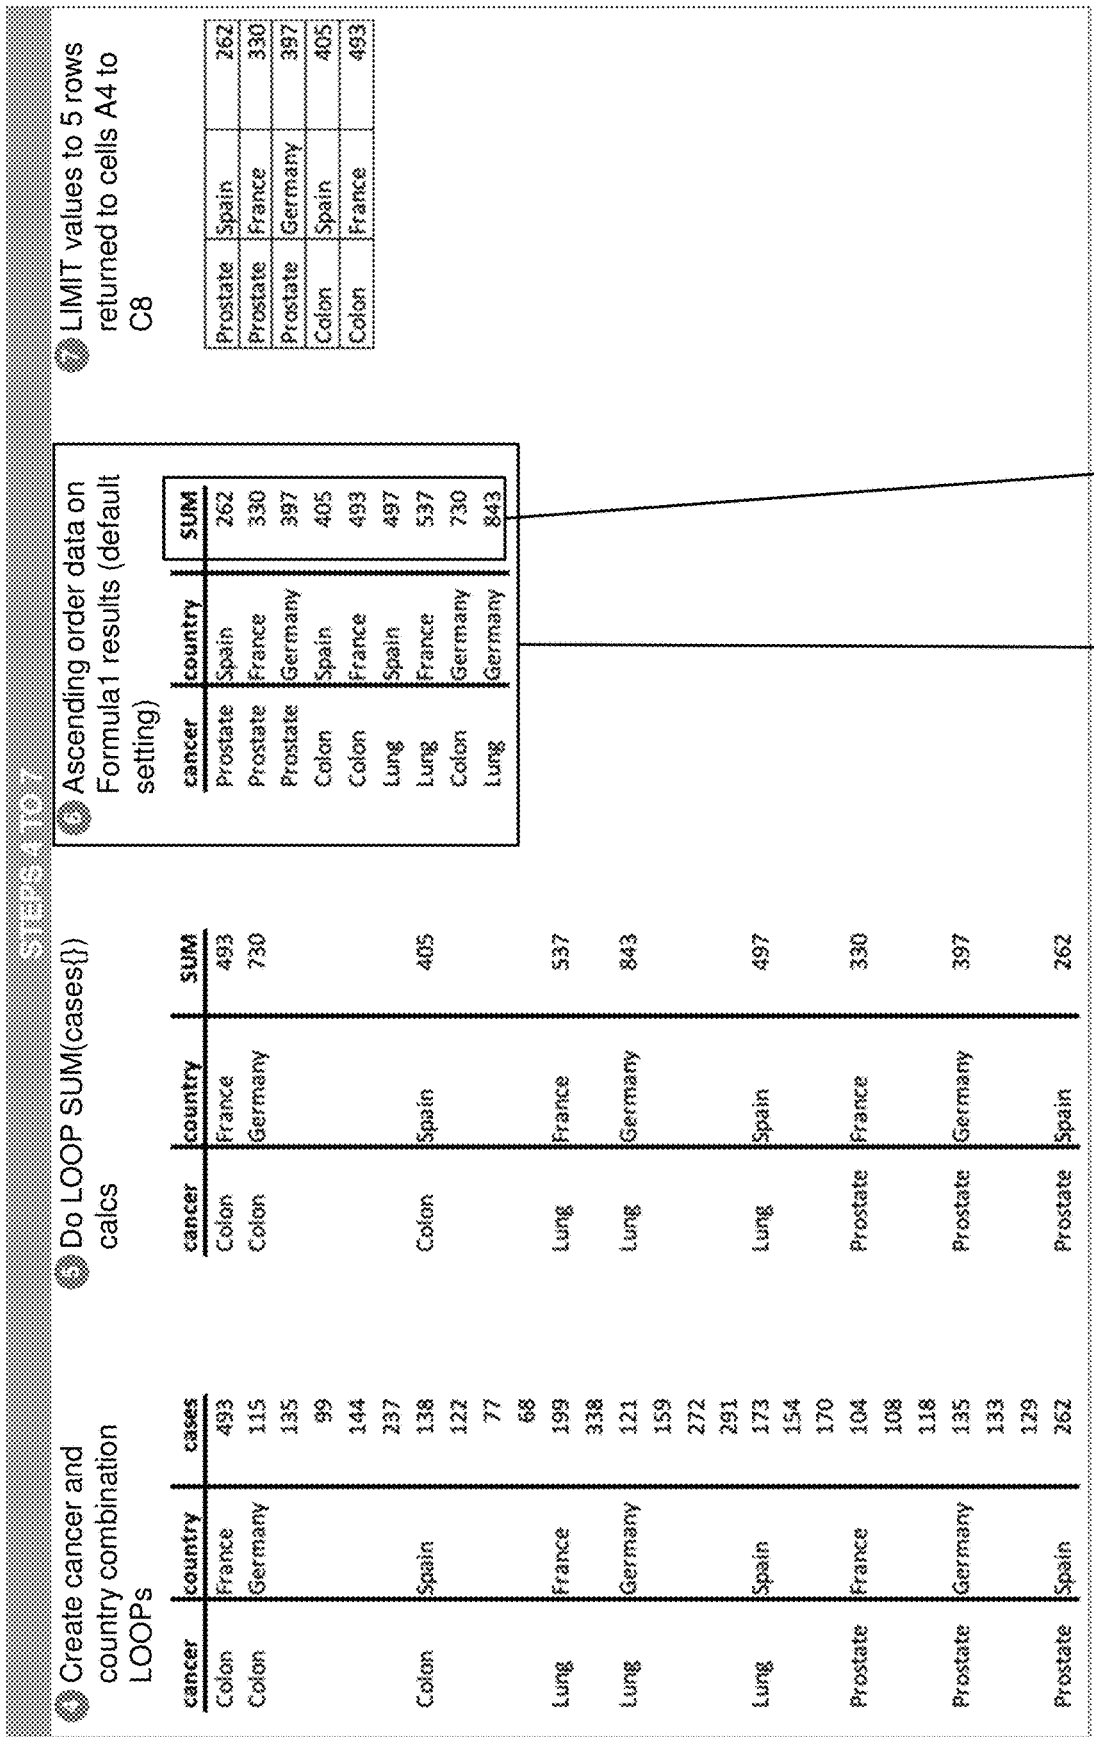 STEPS 4 TO 7
4 Create cancer and
country combination
LOOPs
cancer country cases
Colon France 493
Colon Germany 115
135
99
144
237
Colon Spain 138
122
77
68
Lung France 199
338
Lung Germany 121
159
272
291
Lung Spain 173
154
170
Prostate France 104
108
118
Prostate Germany 135
133
129
Prostate Spain 262
5 Do LOOP SUM(cases{})
calcs
cancer country SUM
Colon France 493
Colon Germany 730
Colon Spain 405
Lung France 537
Lung Germany 843
Lung Spain 497
Prostate France 330
Prostate Germany 397
Prostate Spain 262
6 Ascending order data on
Formula1 results (default
setting)
cancer country SUM
Prostate Spain 262
Prostate France 330
Prostate Germany 397
Colon Spain 405
Colon France 493
Lung Spain 497
Lung France 537
Colon Germany 730
Lung Germany 843
7 LIMIT values to 5 rows
returned to cells A4 to
C8
Prostate Spain 262
Prostate France 330
Prostate Germany 397
Colon Spain 405
Colon France 493